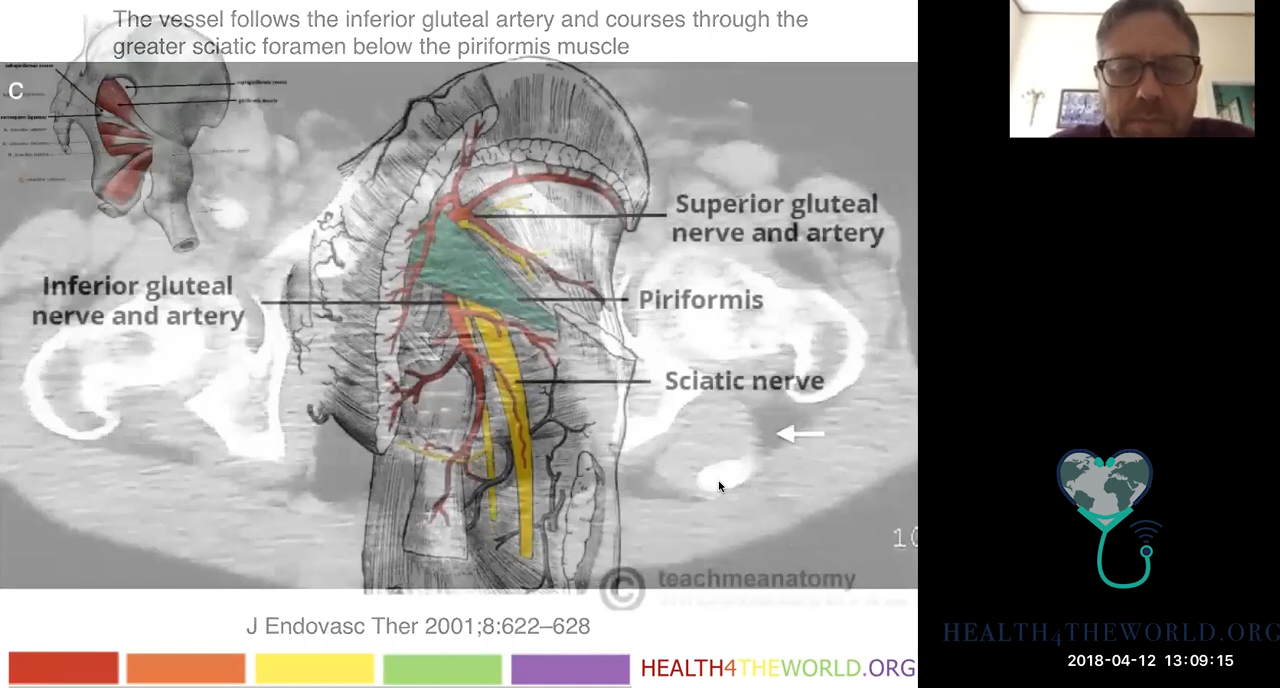 The vessel follows the inferior gluteal artery and courses through the
greater sciatic foramen below the piriformis muscle
C
Superior gluteal
nerve and artery
Inferior gluteal
nerve and artery
Piriformis
Sciatic nerve
10
© teachmeanatomy
J Endovasc Ther 2001;8:622–628
HEALTH4THEWORLD.ORG
HEALTH4THEWORLD.ORG
2018-04-12 13:09:15